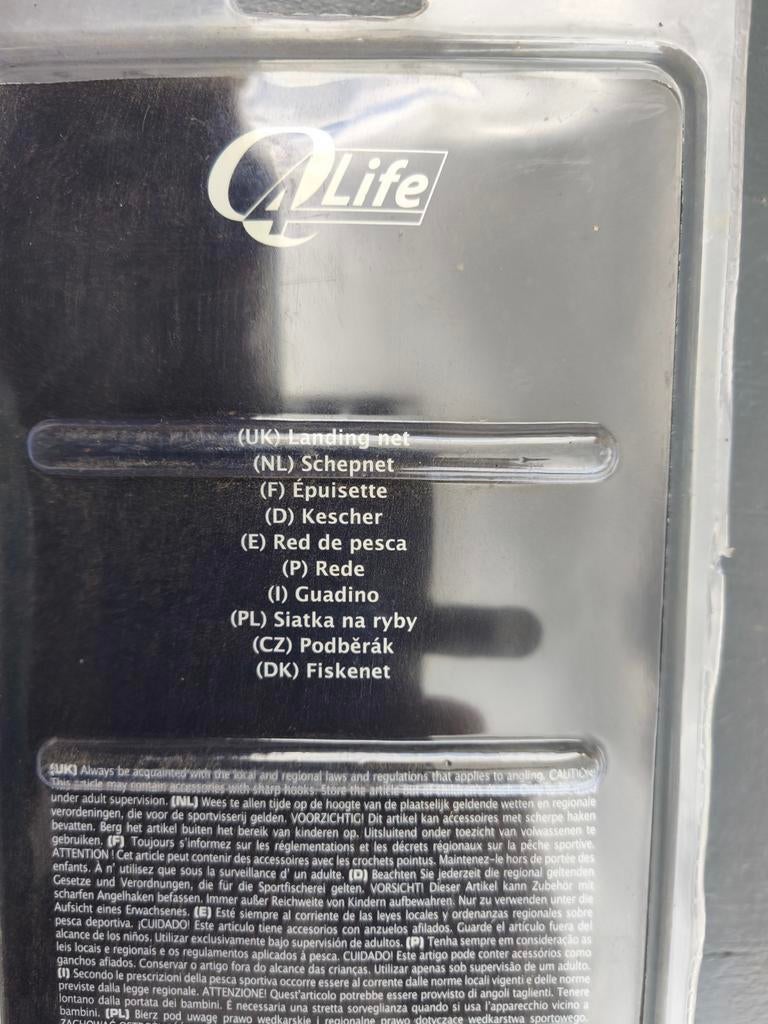 Q4Life
(UK) Landing net
(NL) Schepnet
(F) Épuisette
(D) Kescher
(E) Red de pesca
(P) Rede
(I) Guadino
(PL) Siatka na ryby
(CZ) Podběrák
(DK) Fiskenet
(UK) Always be acquainted with the local and regional laws and regulations that applies to angling. CAUTION!
This article may contain accessories with sharp hooks. Store the article out of
under adult supervision. (NL) Wees te allen tijde op de hoogte van de plaatselijk geldende wetten en regionale
verordeningen, die voor de sportvisserij gelden. VOORZICHTIG! Dit artikel kan accessoires met scherpe haken
bevatten. Berg het artikel buiten het bereik van kinderen op. Uitsluitend onder toezicht van volwassenen te
gebruiken. (F) Toujours s'informez sur les réglementations et les décrets régionaux sur la pêche sportive.
ATTENTION ! Cet article peut contenir des accessoires avec les crochets pointus. Maintenez-le hors de portée des
enfants. À n' utilisez que sous la surveillance d' un adulte. (D) Beachten Sie jederzeit die regional geltenden
Gesetze und Verordnungen, die für die Sportfischerei gelten. VORSICHT! Dieser Artikel kann Zubehör mit
scharfen Angelhaken befassen. Immer außer Reichweite von Kindern aufbewahren. Nur zu verwenden unter die
Aufsicht eines Erwachsenes. (E) Esté siempre al corriente de las leyes locales y ordenanzas regionales sobre
pesca deportiva. ¡CUIDADO! Este articulo tiene accesorios con anzuelos afilados. Guarde el articulo fuera del
alcance de los niños. Utilizar exclusivamente bajo supervisión de adultos. (P) Tenha sempre em consideração as
leis locais e regionais e os regulamentos aplicados à pesca. CUIDADO! Este artigo pode conter acessórios como
ganchos afiados. Conservar o artigo fora do alcance das crianças. Utilizar apenas sob supervisão de um adulto.
(I) Secondo le prescrizioni della pesca sportiva occorre essere al corrente dalle norme locali vigenti e delle norme
previste dalla legge regionale. ATTENZIONE! Quest'articolo potrebbe essere provvisto di angoli taglienti. Tenere
lontano dalla portata dei bambini. È necessaria una stretta sorveglianza quando si usa l'apparecchio vicino a
bambini. (PL) Bierz pod uwagę prawo wędkarskie i regionalne prawo dotyczące wędkarstwa sportowego.